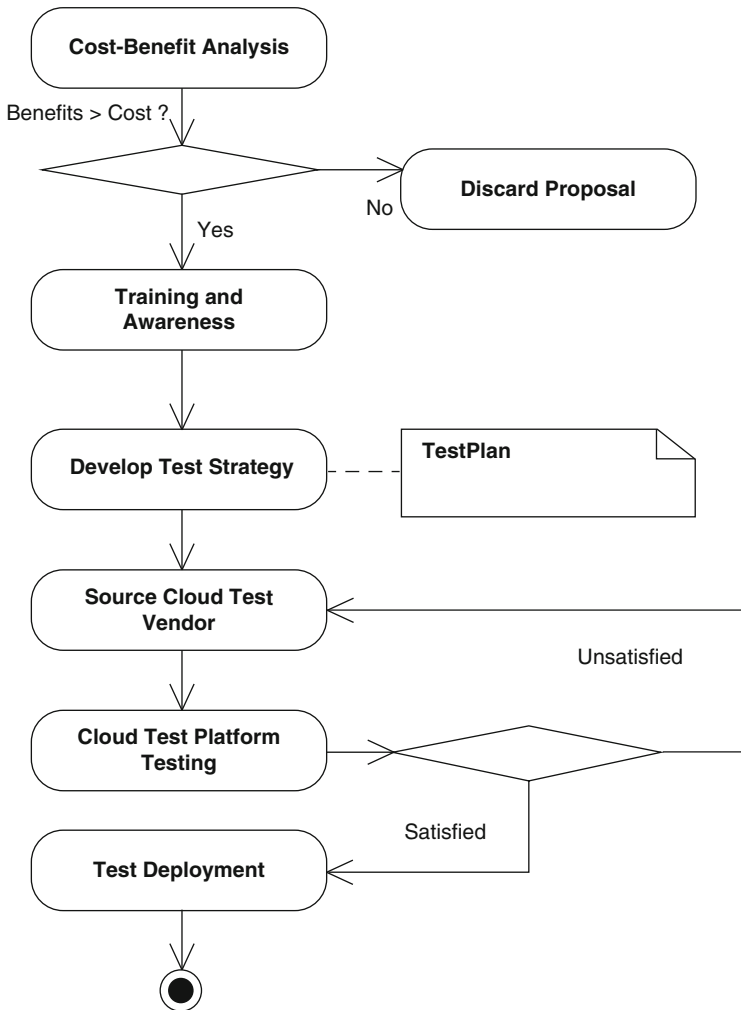 Cost-Benefit Analysis
Benefits > Cost ?
Discard Proposal
No
Yes
Training and
Awareness
Develop Test Strategy
TestPlan
Source Cloud Test
Vendor
Unsatisfied
Cloud Test Platform
Testing
Satisfied
Test Deployment